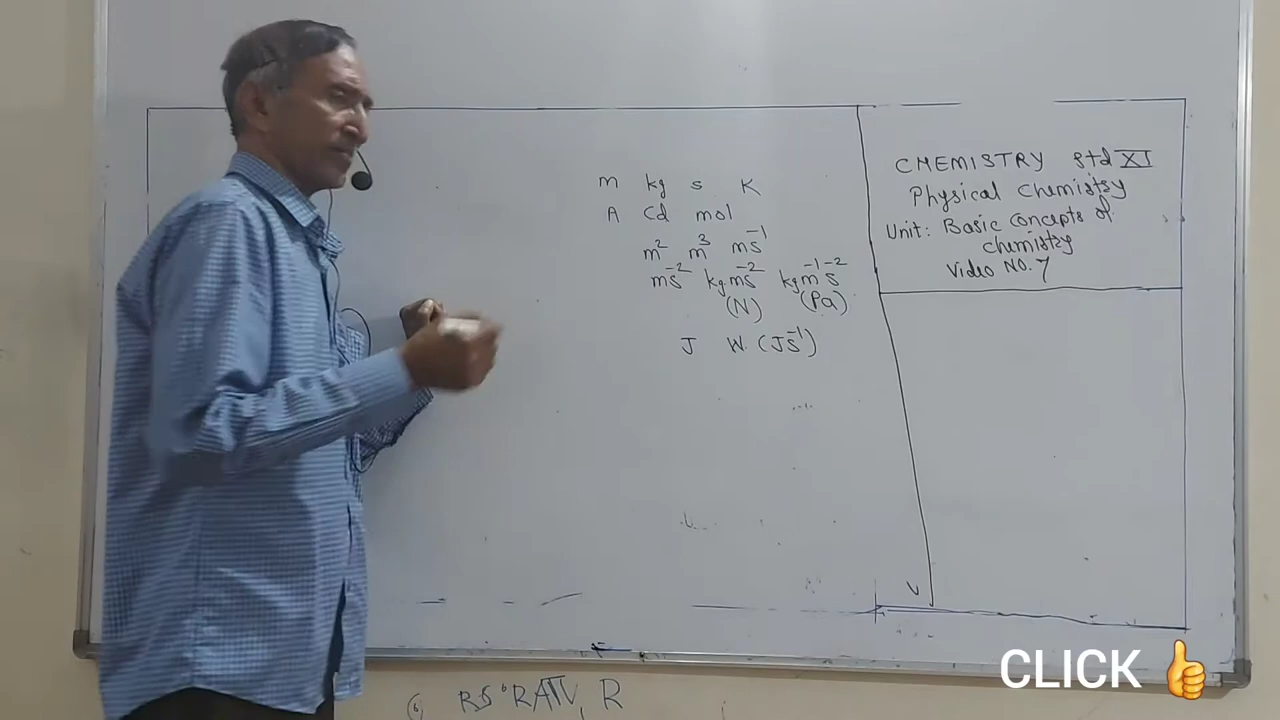 m kg s K
A Cd mol
m² m³ ms⁻¹
ms⁻² kgms⁻² kgm⁻¹s⁻²
(N) (Pa)
J W (Js⁻¹)
CHEMISTRY std XI
Physical Chemistry
Unit: Basic Concepts of
chemistry
Video NO. 7
CLICK 👍